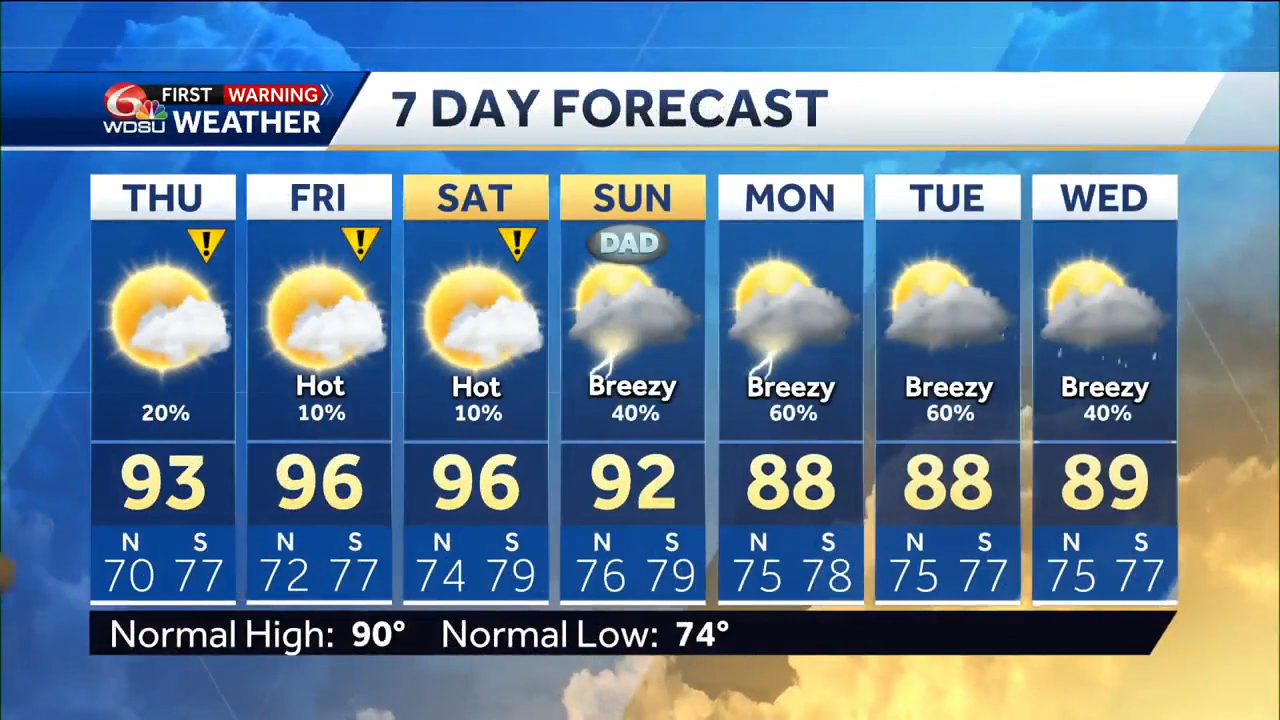 6 FIRST WARNING
WDSU WEATHER
7 DAY FORECAST
THU FRI SAT SUN MON TUE WED
! ! ! DAD
Hot Hot Breezy Breezy Breezy Breezy
20% 10% 10% 40% 60% 60% 40%
93 96 96 92 88 88 89
N S N S N S N S N S N S N S
70 77 72 77 74 79 76 79 75 78 75 77 75 77
Normal High: 90° Normal Low: 74°